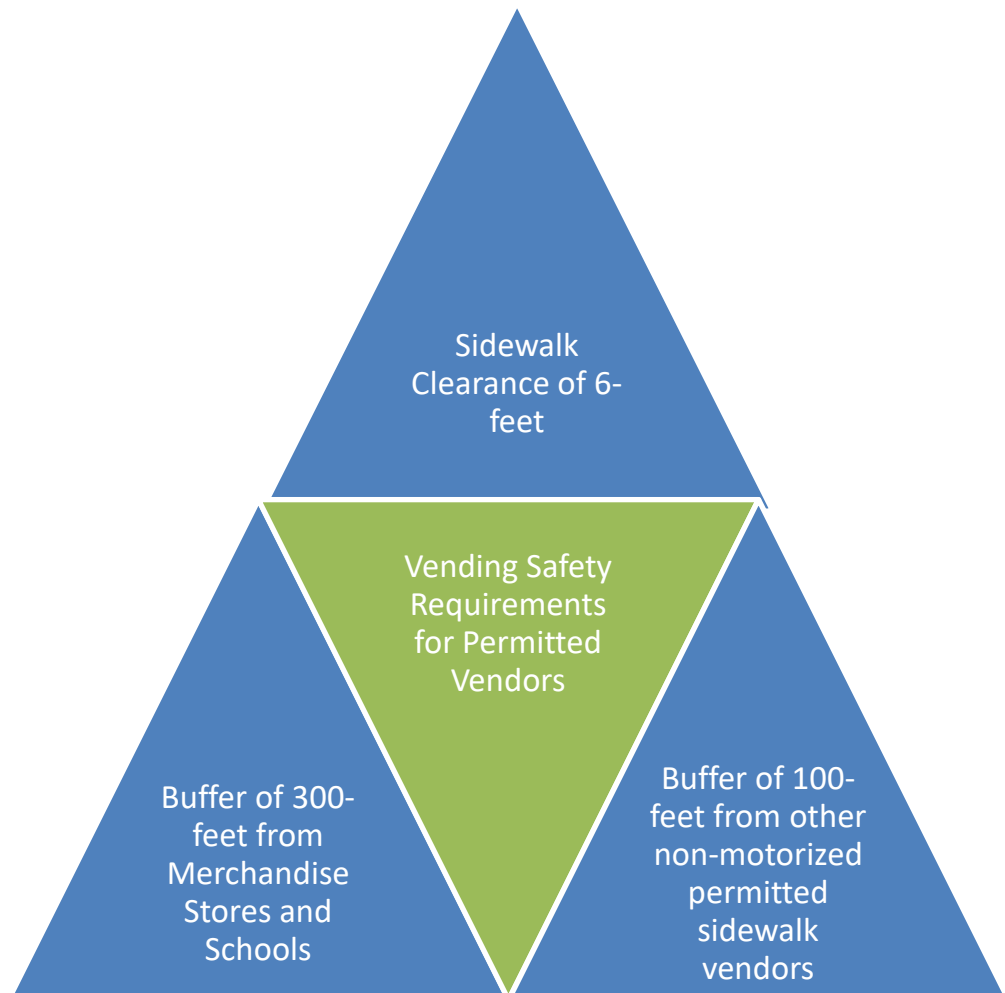 Sidewalk
Clearance of 6-
feet
Vending Safety
Requirements
for Permitted
Vendors
Buffer of 300-
feet from
Merchandise
Stores and
Schools
Buffer of 100-
feet from other
non-motorized
permitted
sidewalk
vendors